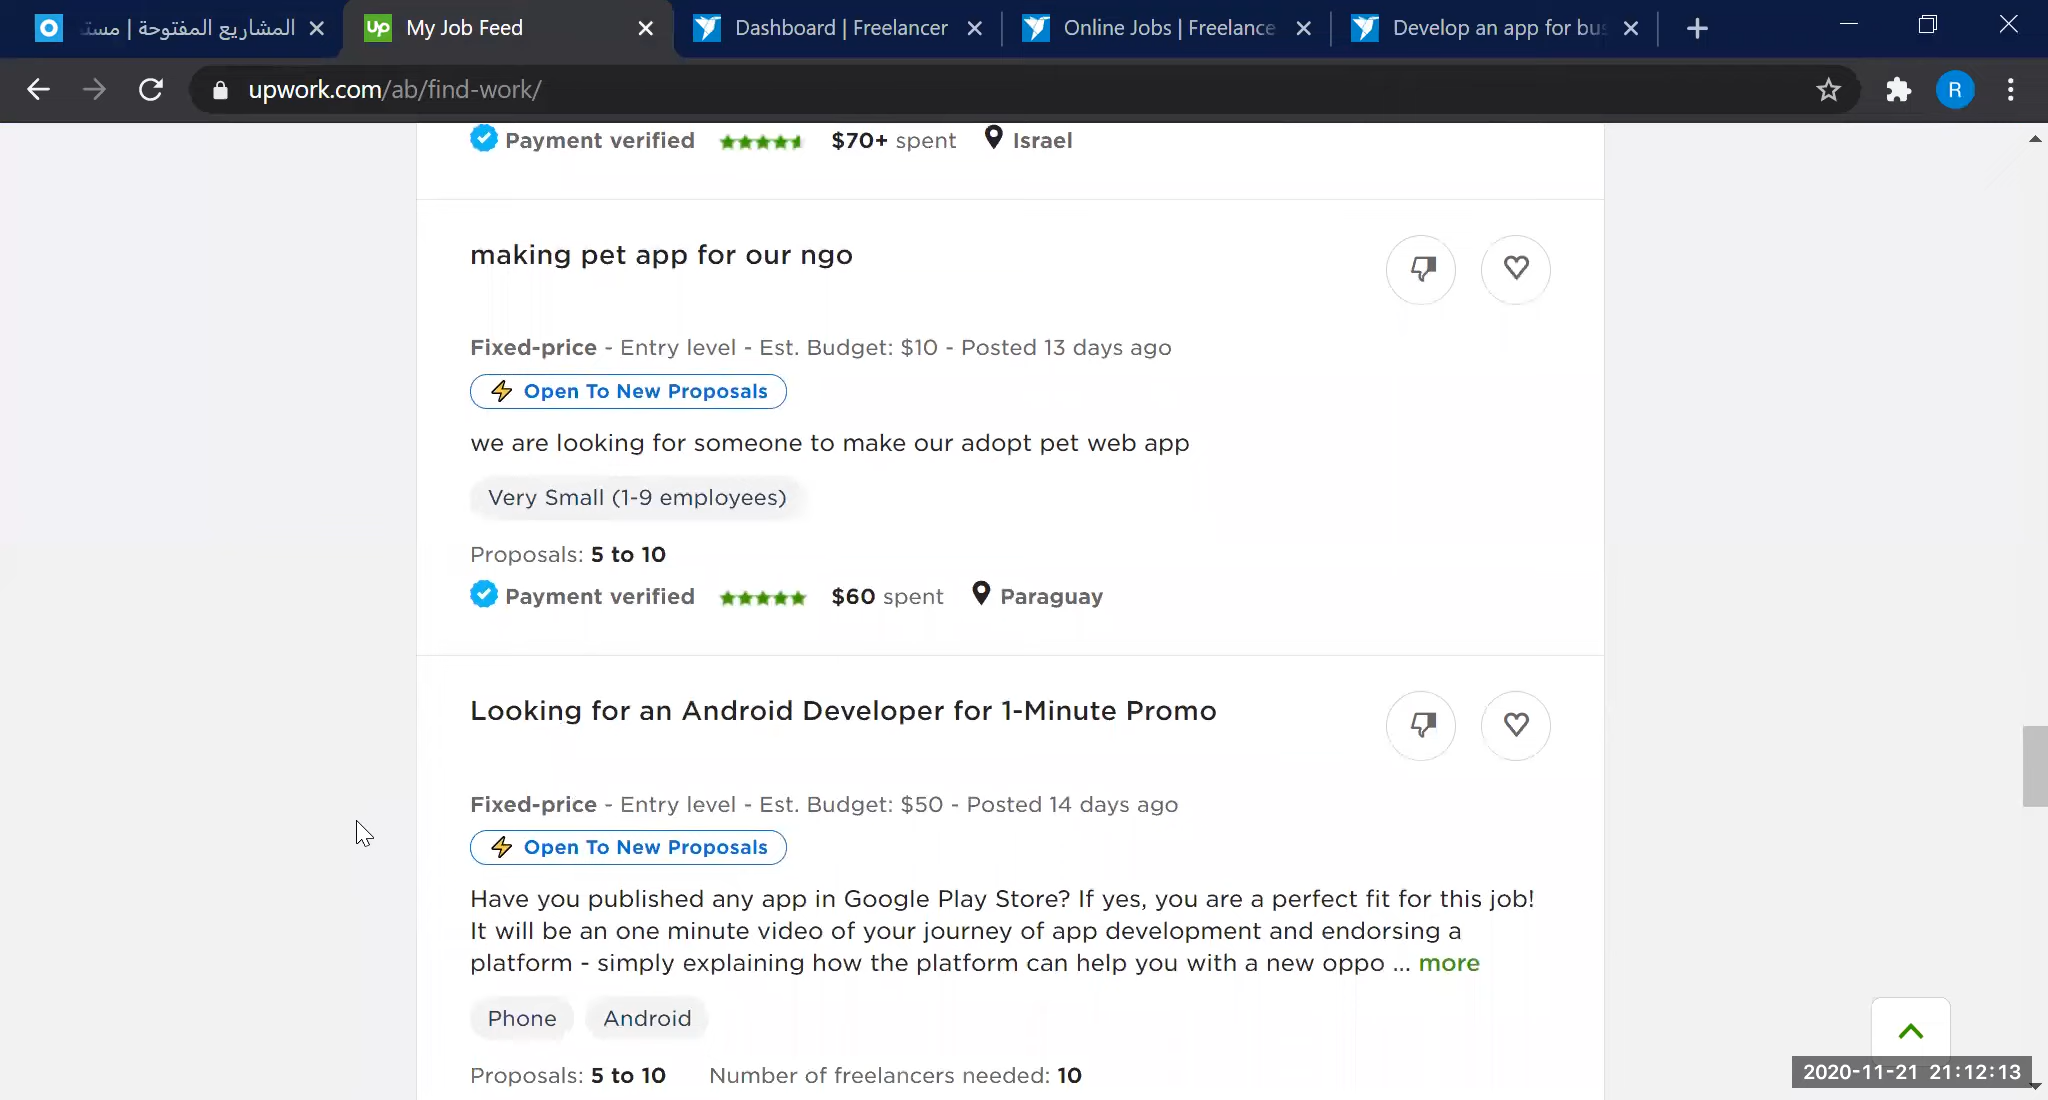 المشاريع المفتوحة | مست
My Job Feed
Dashboard | Freelancer
Online Jobs | Freelance
Develop an app for bus
upwork.com/ab/find-work/
R
Payment verified $70+ spent Israel
making pet app for our ngo
Fixed-price - Entry level - Est. Budget: $10 - Posted 13 days ago
Open To New Proposals
we are looking for someone to make our adopt pet web app
Very Small (1-9 employees)
Proposals: 5 to 10
Payment verified $60 spent Paraguay
Looking for an Android Developer for 1-Minute Promo
Fixed-price - Entry level - Est. Budget: $50 - Posted 14 days ago
Open To New Proposals
Have you published any app in Google Play Store? If yes, you are a perfect fit for this job!
It will be an one minute video of your journey of app development and endorsing a
platform - simply explaining how the platform can help you with a new oppo ... more
Phone Android
Proposals: 5 to 10 Number of freelancers needed: 10
2020-11-21 21:12:13